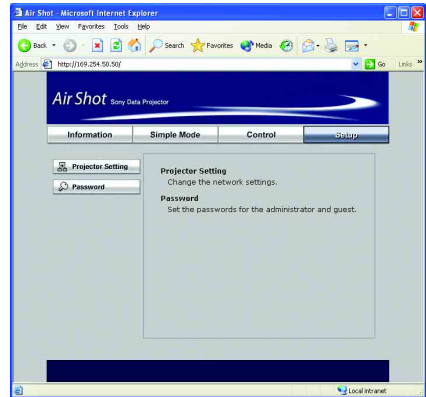 Air Shot - Microsoft Internet Explorer
File Edit View Favorites Tools Help
Back Search Favorites Media
Address http://169.254.50.50/ Go Links »
Air Shot Sony Data Projector
Information Simple Mode Control Setup
Projector Setting
Password
Projector Setting
Change the network settings.
Password
Set the passwords for the administrator and guest.
Local intranet